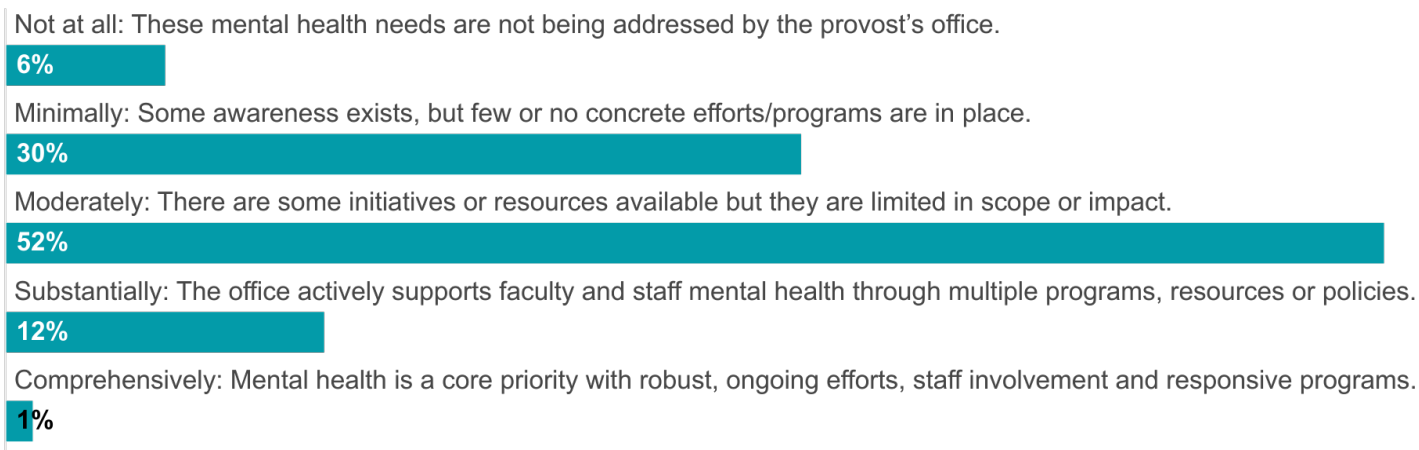 Not at all: These mental health needs are not being addressed by the provost’s office.
6%
Minimally: Some awareness exists, but few or no concrete efforts/programs are in place.
30%
Moderately: There are some initiatives or resources available but they are limited in scope or impact.
52%
Substantially: The office actively supports faculty and staff mental health through multiple programs, resources or policies.
12%
Comprehensively: Mental health is a core priority with robust, ongoing efforts, staff involvement and responsive programs.
1%